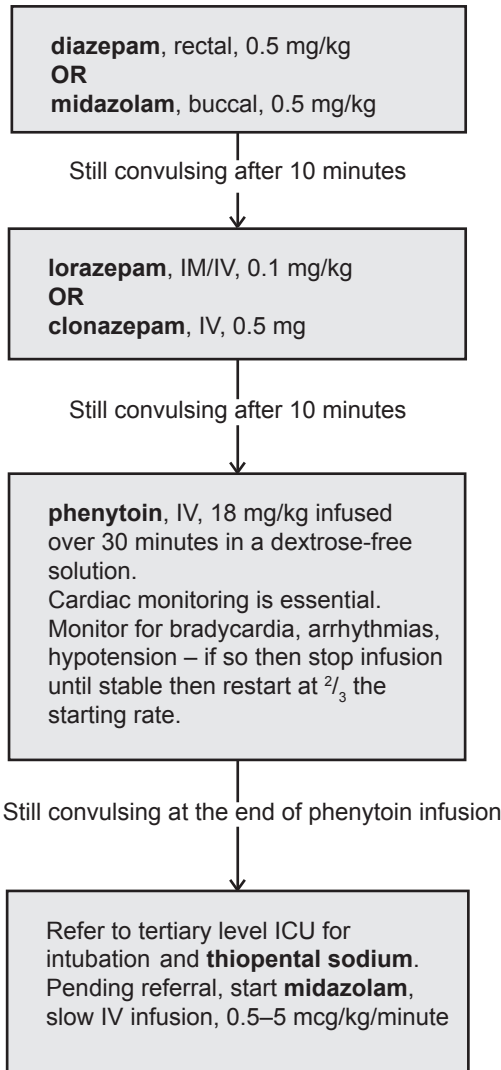 diazepam, rectal, 0.5 mg/kg
OR
midazolam, buccal, 0.5 mg/kg
Still convulsing after 10 minutes
lorazepam, IM/IV, 0.1 mg/kg
OR
clonazepam, IV, 0.5 mg
Still convulsing after 10 minutes
phenytoin, IV, 18 mg/kg infused
over 30 minutes in a dextrose-free
solution.
Cardiac monitoring is essential.
Monitor for bradycardia, arrhythmias,
hypotension – if so then stop infusion
until stable then restart at 2/3 the
starting rate.
Still convulsing at the end of phenytoin infusion
Refer to tertiary level ICU for
intubation and thiopental sodium.
Pending referral, start midazolam,
slow IV infusion, 0.5–5 mcg/kg/minute